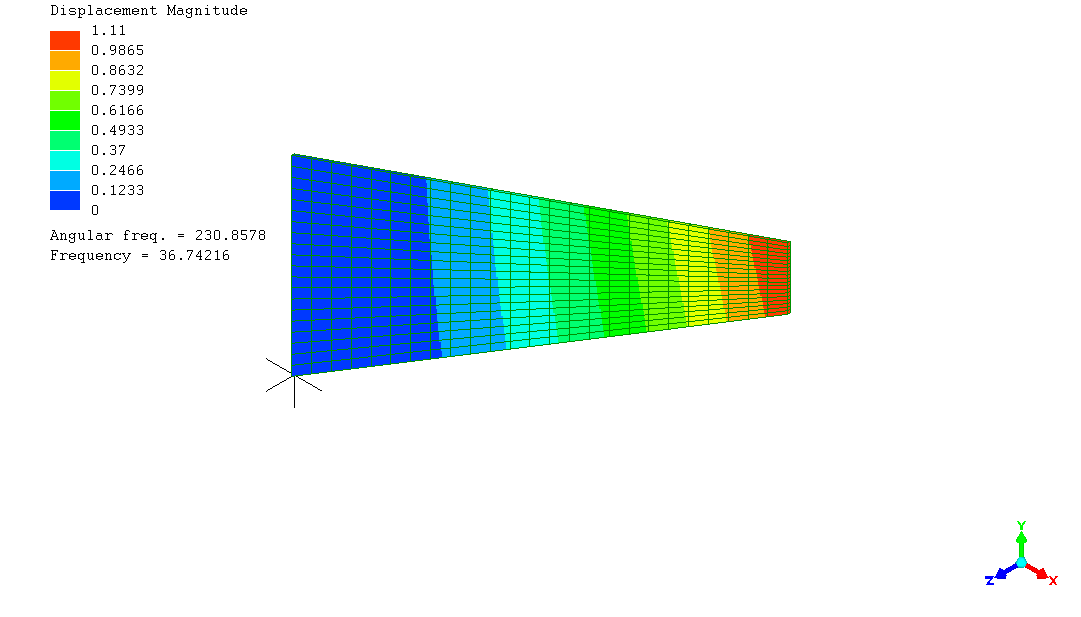 Displacement Magnitude
1.11
0.9865
0.8632
0.7399
0.6166
0.4933
0.37
0.2466
0.1233
0
Angular freq. = 230.8578
Frequency = 36.74216
Y
Z
X